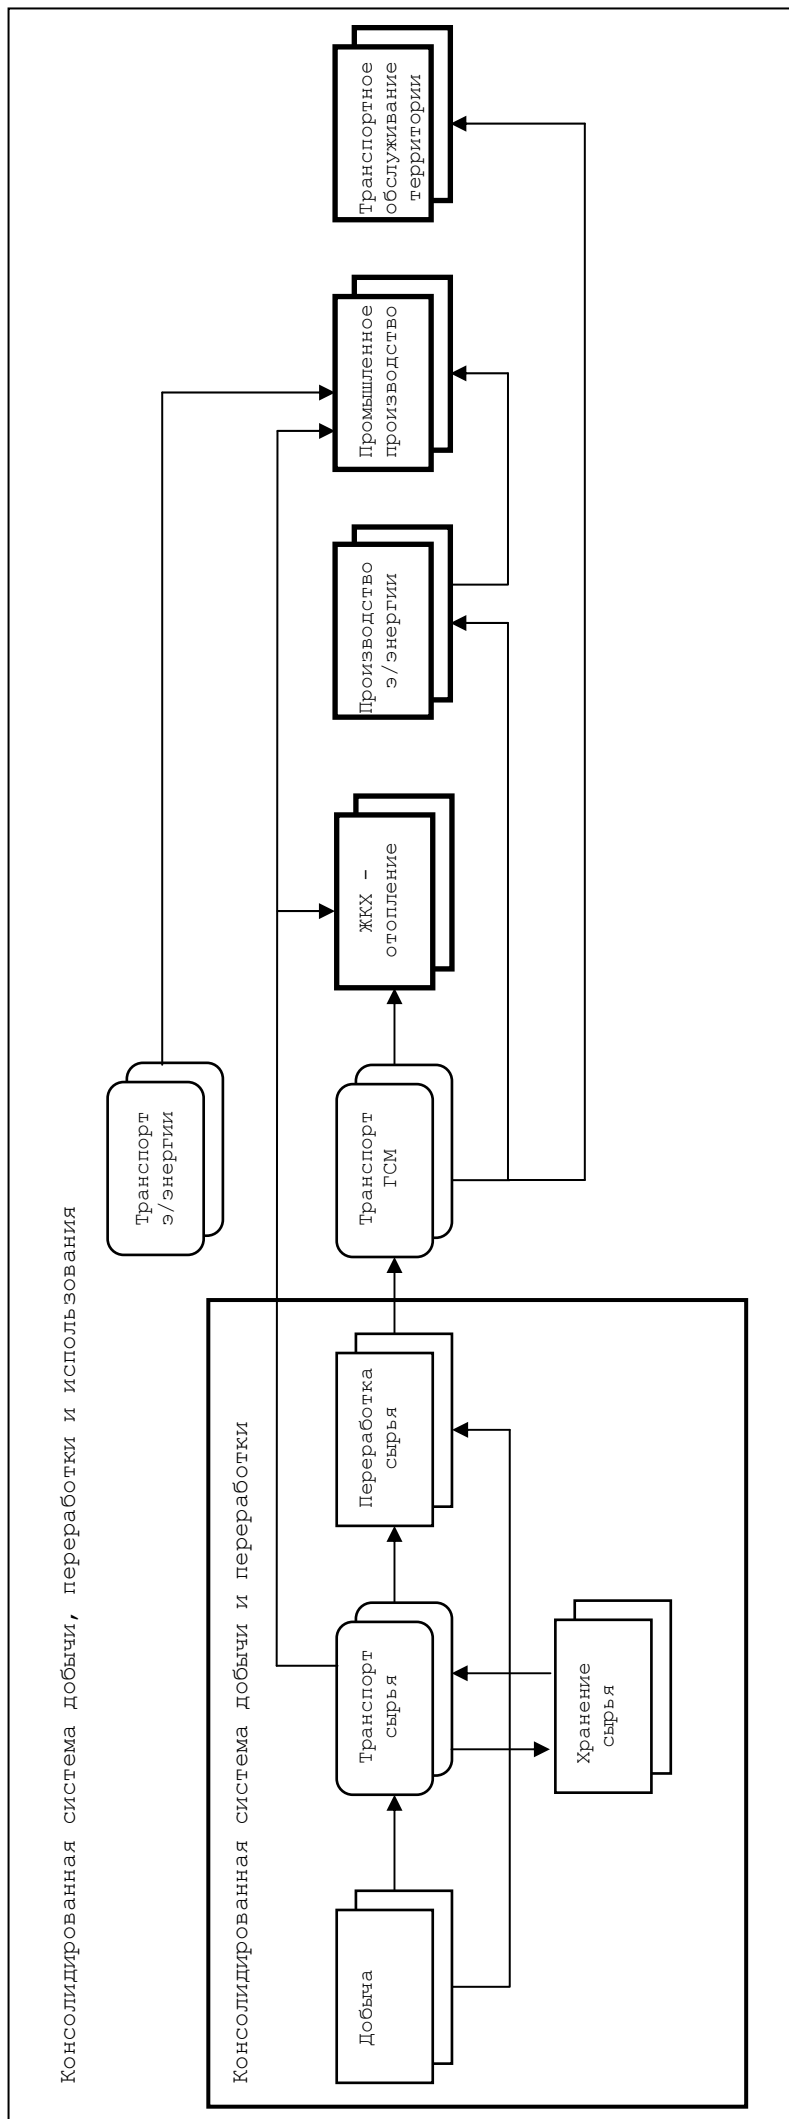 Консолидированная система добычи, переработки и использования
Транспорт
э/энергии
Консолидированная система добычи и переработки
Добыча
Транспорт
сырья
Переработка
сырья
Транспорт
ГСМ
ЖКХ –
отопление
Производство
э/энергии
Промышленное
производство
Транспортное
обслуживание
территории
Хранение
сырья